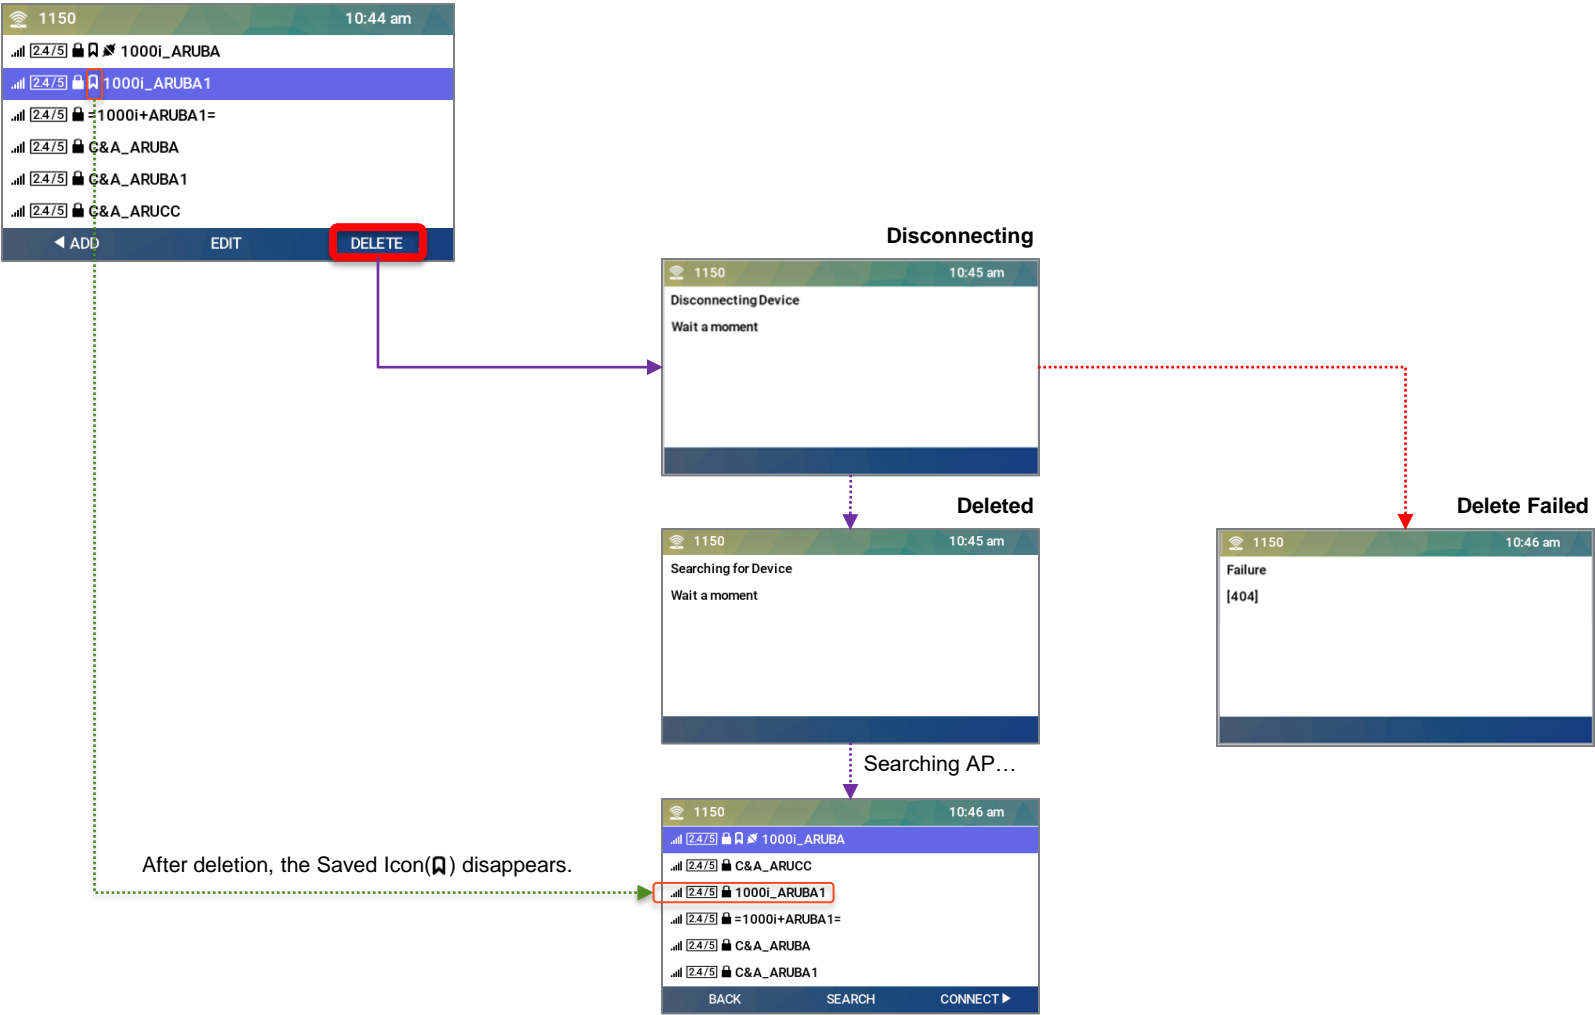 1150 10:44 am
2.4/5 1000i_ARUBA
2.4/5 1000i_ARUBA1
2.4/5 =1000i+ARUBA1=
2.4/5 C&A_ARUBA
2.4/5 C&A_ARUBA1
2.4/5 C&A_ARUCC
ADD EDIT DELETE
Disconnecting
1150 10:45 am
Disconnecting Device
Wait a moment
Deleted
1150 10:45 am
Searching for Device
Wait a moment
Delete Failed
1150 10:46 am
Failure
[404]
Searching AP...
1150 10:46 am
2.4/5 1000i_ARUBA
2.4/5 C&A_ARUCC
2.4/5 1000i_ARUBA1
2.4/5 =1000i+ARUBA1=
2.4/5 C&A_ARUBA
2.4/5 C&A_ARUBA1
BACK SEARCH CONNECT
After deletion, the Saved Icon( ) disappears.